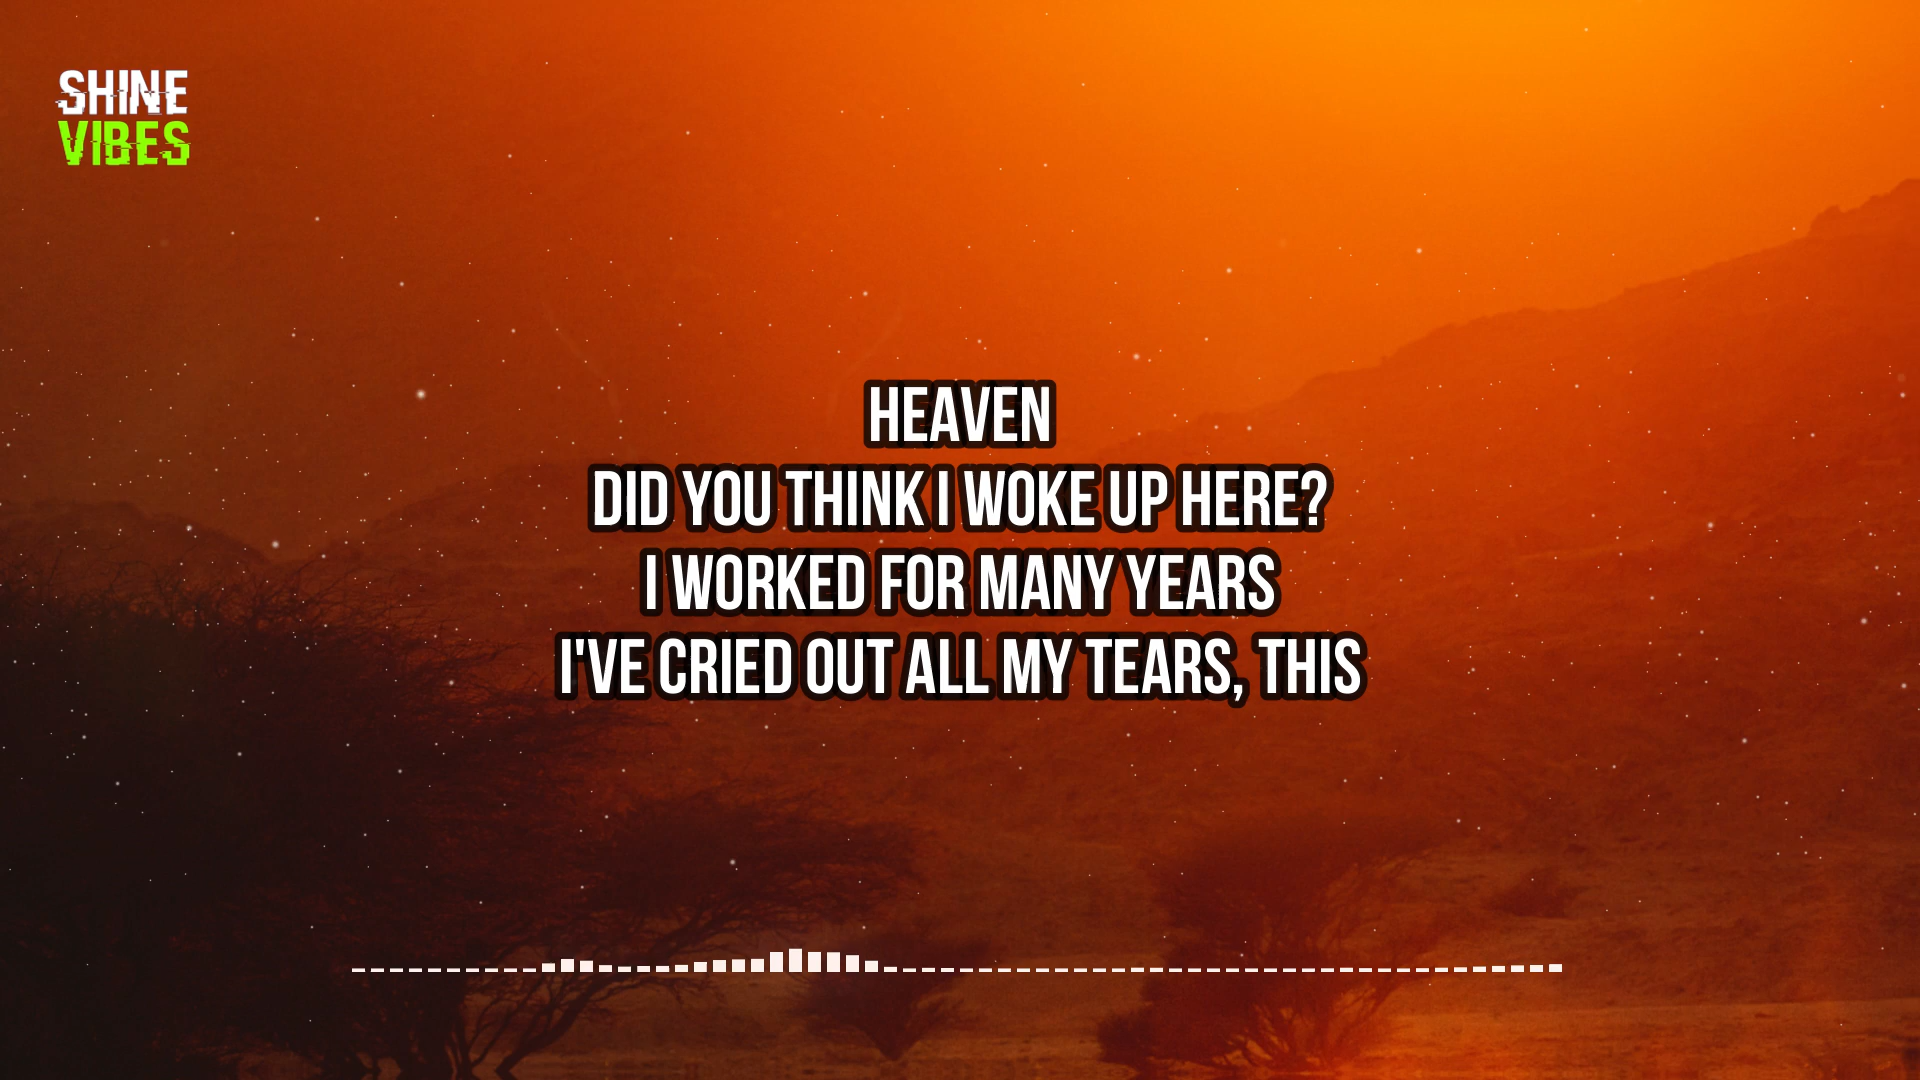 SHINE
VIBES
HEAVEN
DID YOU THINK I WOKE UP HERE?
I WORKED FOR MANY YEARS
I'VE CRIED OUT ALL MY TEARS, THIS